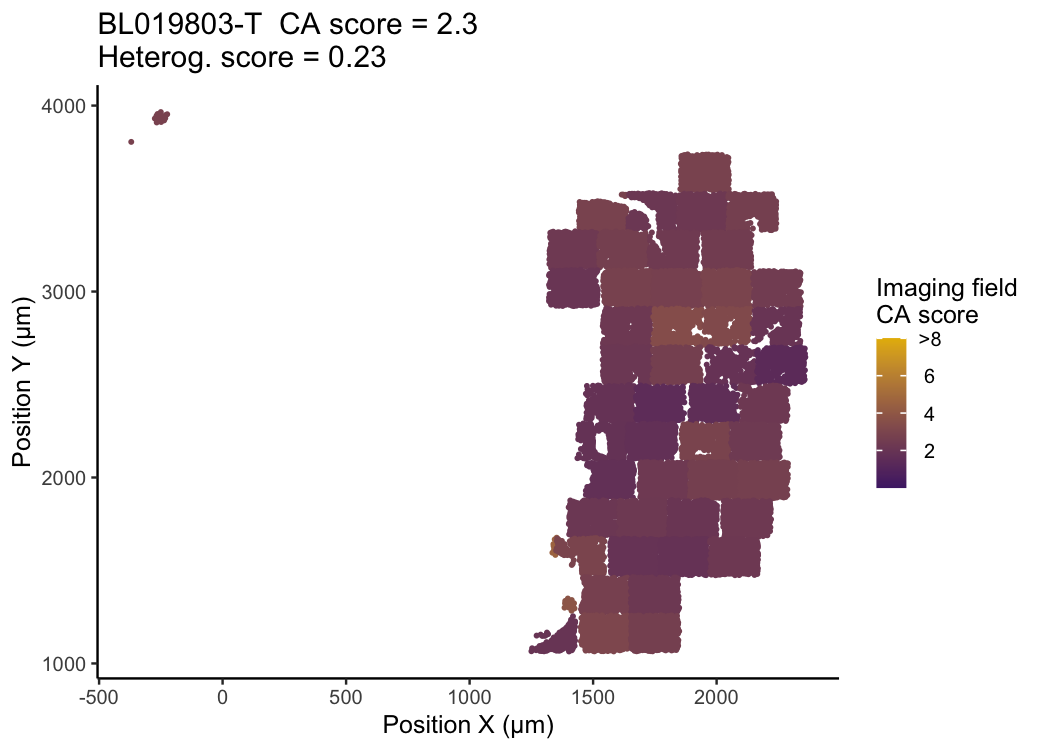 BL019803-T  CA score = 2.3
Heterog. score = 0.23
4000
3000
2000
1000
Position Y (µm)
-500
0
500
1000
1500
2000
Position X (µm)
Imaging field
CA score
>8
6
4
2